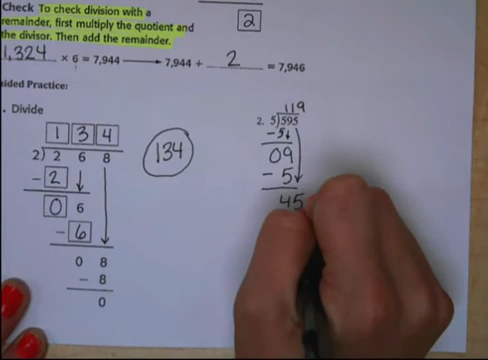 2
Check To check division with a
remainder, first multiply the quotient and
the divisor. Then add the remainder.
1,324 × 6 = 7,944 → 7,944 + 2 = 7,946
uided Practice:
. Divide
1 3 4
2) 2 6 8
- 2 ↓
0 6
- 6
0 8
- 8
0
134
119
2. 5) 595
- 5↓
09
- 5↓
45